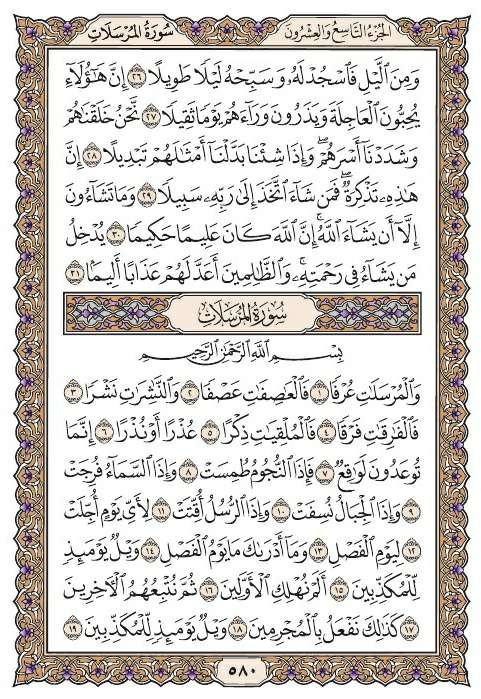 الجزء التاسع والعشرون
سورة المرسلات
وَمِنَ ٱلَّيْلِ فَٱسْجُدْ لَهُۥ وَسَبِّحْهُ لَيْلًا طَوِيلًا ٢٦ إِنَّ هَٰٓؤُلَآءِ
يُحِبُّونَ ٱلْعَاجِلَةَ وَيَذَرُونَ وَرَآءَهُمْ يَوْمًا ثَقِيلًا ٢٧ نَّحْنُ خَلَقْنَٰهُمْ
وَشَدَدْنَآ أَسْرَهُمْ ۖ وَإِذَا شِئْنَا بَدَّلْنَآ أَمْثَٰلَهُمْ تَبْدِيلًا ٢٨ إِنَّ
هَٰذِهِۦ تَذْكِرَةٌ ۖ فَمَن شَآءَ ٱتَّخَذَ إِلَىٰ رَبِّهِۦ سَبِيلًا ٢٩ وَمَا تَشَآءُونَ
إِلَّآ أَن يَشَآءَ ٱللَّهُ ۚ إِنَّ ٱللَّهَ كَانَ عَلِيمًا حَكِيمًا ٣٠ يُدْخِلُ
مَن يَشَآءُ فِى رَحْمَتِهِۦ ۚ وَٱلظَّٰلِمِينَ أَعَدَّ لَهُمْ عَذَابًا أَلِيمًۢا ٣١
سورة المرسلات
بِسْمِ ٱللَّهِ ٱلرَّحْمَٰنِ ٱلرَّحِيمِ
وَٱلْمُرْسَلَٰتِ عُرْفًا ١ فَٱلْعَٰصِفَٰتِ عَصْفًا ٢ وَٱلنَّٰشِرَٰتِ نَشْرًا ٣
فَٱلْفَٰرِقَٰتِ فَرْقًا ٤ فَٱلْمُلْقِيَٰتِ ذِكْرًا ٥ عُذْرًا أَوْ نُذْرًا ٦ إِنَّمَا
تُوعَدُونَ لَوَٰقِعٌ ٧ فَإِذَا ٱلنُّجُومُ طُمِسَتْ ٨ وَإِذَا ٱلسَّمَآءُ فُرِجَتْ
٩ وَإِذَا ٱلْجِبَالُ نُسِفَتْ ١٠ وَإِذَا ٱلرُّسُلُ أُقِّتَتْ ١١ لِأَىِّ يَوْمٍ أُجِّلَتْ
١٢ لِيَوْمِ ٱلْفَصْلِ ١٣ وَمَآ أَدْرَىٰكَ مَا يَوْمُ ٱلْفَصْلِ ١٤ وَيْلٌ يَوْمَئِذٍ
لِّلْمُكَذِّبِينَ ١٥ أَلَمْ نُهْلِكِ ٱلْأَوَّلِينَ ١٦ ثُمَّ نُتْبِعُهُمُ ٱلْءَاخِرِينَ
١٧ كَذَٰلِكَ نَفْعَلُ بِٱلْمُجْرِمِينَ ١٨ وَيْلٌ يَوْمَئِذٍ لِّلْمُكَذِّبِينَ ١٩
٥٨٠